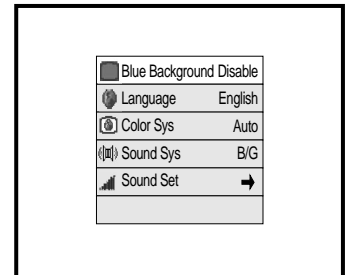 Blue Background Disable
Language English
Color Sys Auto
Sound Sys B/G
Sound Set